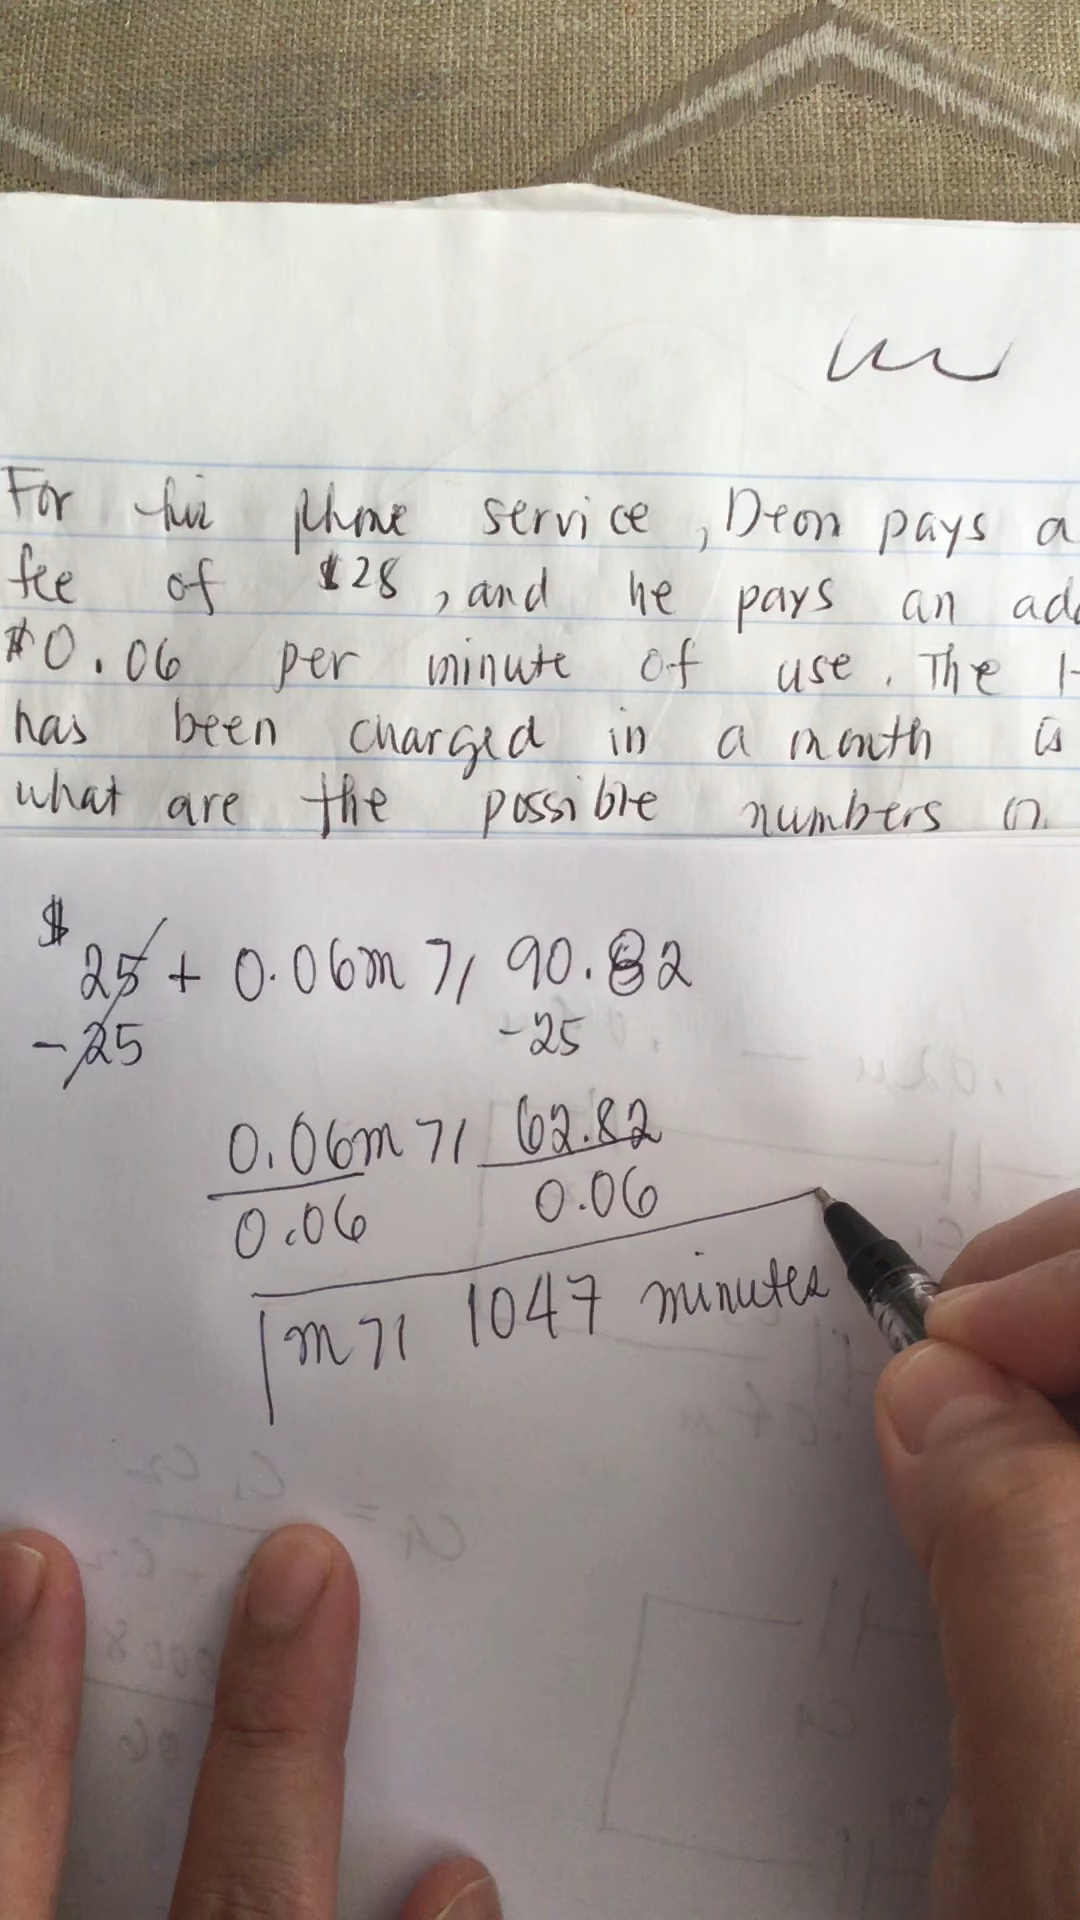 For his phone service, Deon pays a
fee of $28, and he pays an add
$0.06 per minute of use. The l
has been charged in a month is
what are the possible numbers o
$
25 + 0.06m ⩾ 90.82
-25 -25
0.06m ⩾ 62.82
0.06 0.06
m ⩾ 1047 minutes